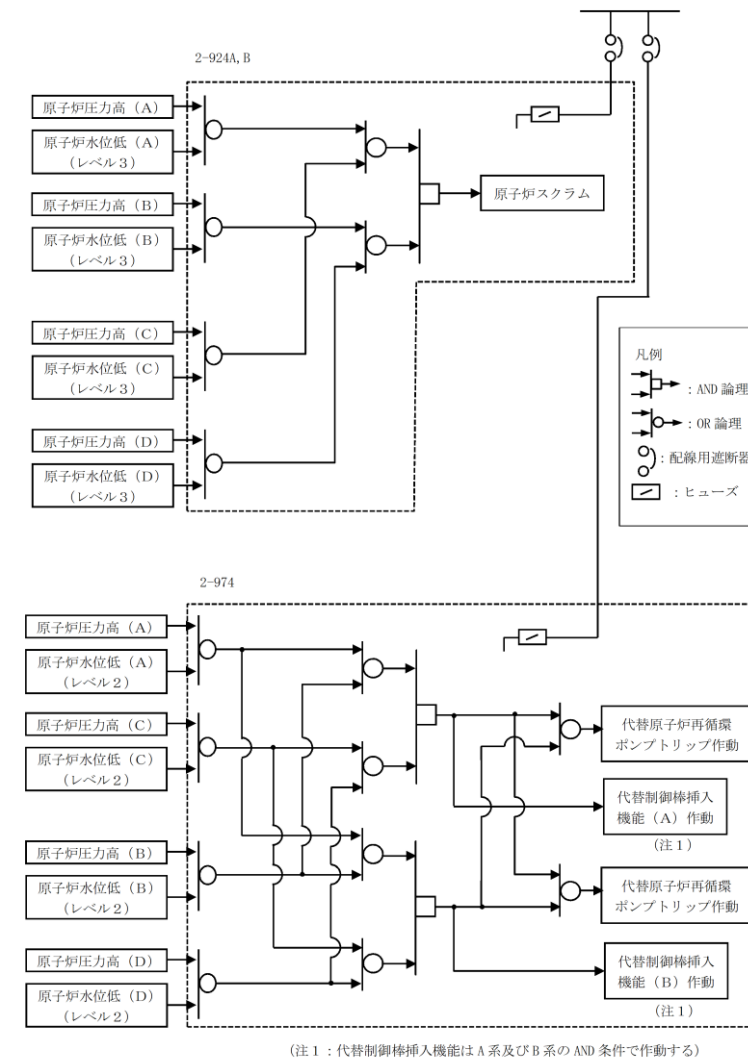 2-924A, B
原子炉圧力高（A）
原子炉水位低（A）
（レベル3）
原子炉圧力高（B）
原子炉水位低（B）
（レベル3）
原子炉スクラム
原子炉圧力高（C）
原子炉水位低（C）
（レベル3）
原子炉圧力高（D）
原子炉水位低（D）
（レベル3）
凡例
：AND 論理
：OR 論理
：配線用遮断器
：ヒューズ
2-974
原子炉圧力高（A）
原子炉水位低（A）
（レベル2）
原子炉圧力高（C）
原子炉水位低（C）
（レベル2）
原子炉圧力高（B）
原子炉水位低（B）
（レベル2）
原子炉圧力高（D）
原子炉水位低（D）
（レベル2）
代替原子炉再循環
ポンプトリップ作動
代替制御棒挿入
機能（A）作動
（注1）
代替原子炉再循環
ポンプトリップ作動
代替制御棒挿入
機能（B）作動
（注1）
（注1：代替制御棒挿入機能はA系及びB系のAND条件で作動する）